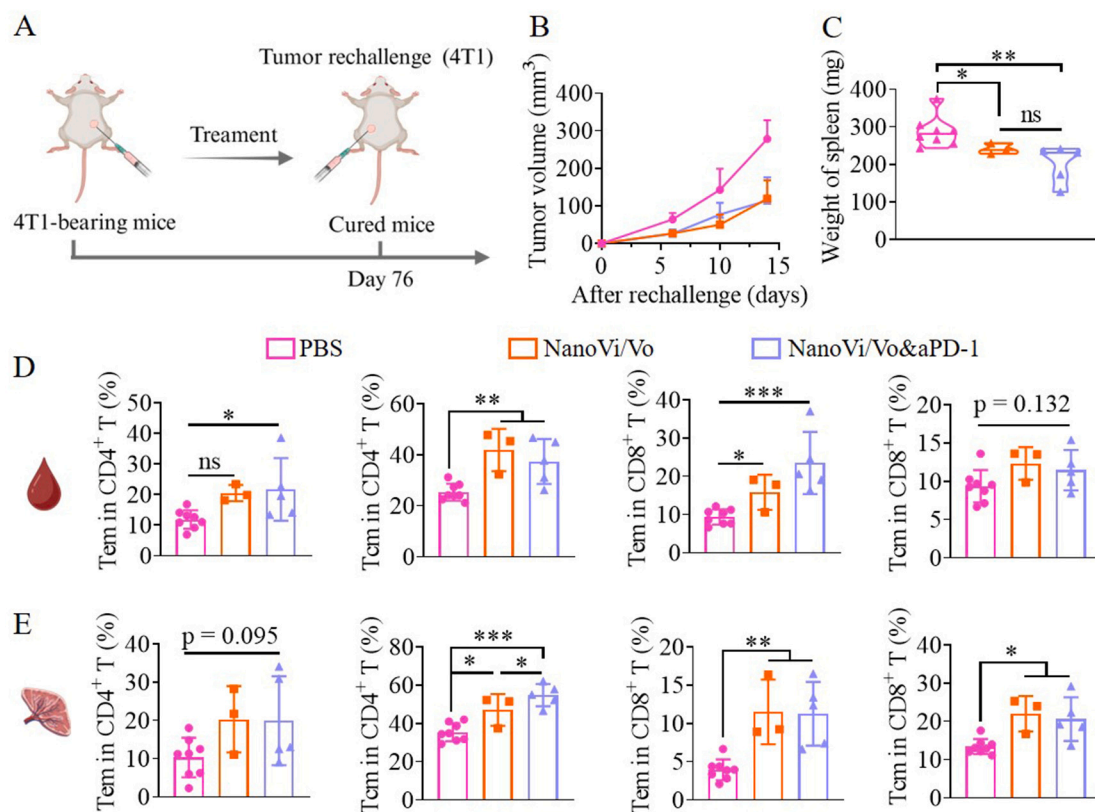 A
Tumor rechallenge (4T1)
Treament
4T1-bearing mice
Cured mice
Day 76
B
Tumor volume (mm³)
400
300
200
100
0
0 5 10 15
After rechallenge (days)
C
Weight of spleen (mg)
400
300
200
100
0
*
**
ns
PBS
NanoVi/Vo
NanoVi/Vo&aPD-1
D
Tem in CD4⁺ T (%)
50
40
30
20
10
0
*
ns
Tem in CD4⁺ T (%)
60
40
20
0
**
Tem in CD8⁺ T (%)
40
30
20
10
0
***
*
Tem in CD8⁺ T (%)
20
15
10
5
0
p = 0.132
E
Tem in CD4⁺ T (%)
40
30
20
10
0
p = 0.095
Tem in CD4⁺ T (%)
80
60
40
20
0
***
*
*
Tem in CD8⁺ T (%)
20
15
10
5
0
**
Tem in CD8⁺ T (%)
40
30
20
10
0
*